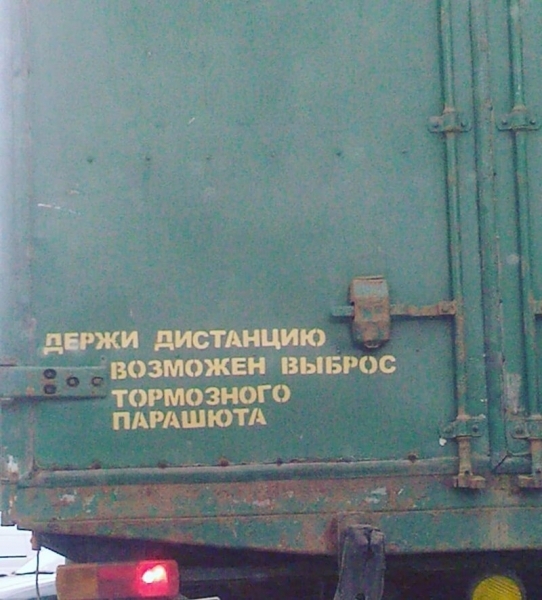 ДЕРЖИ ДИСТАНЦИЮ
ВОЗМОЖЕН ВЫБРОС
ТОРМОЗНОГО
ПАРАШЮТА